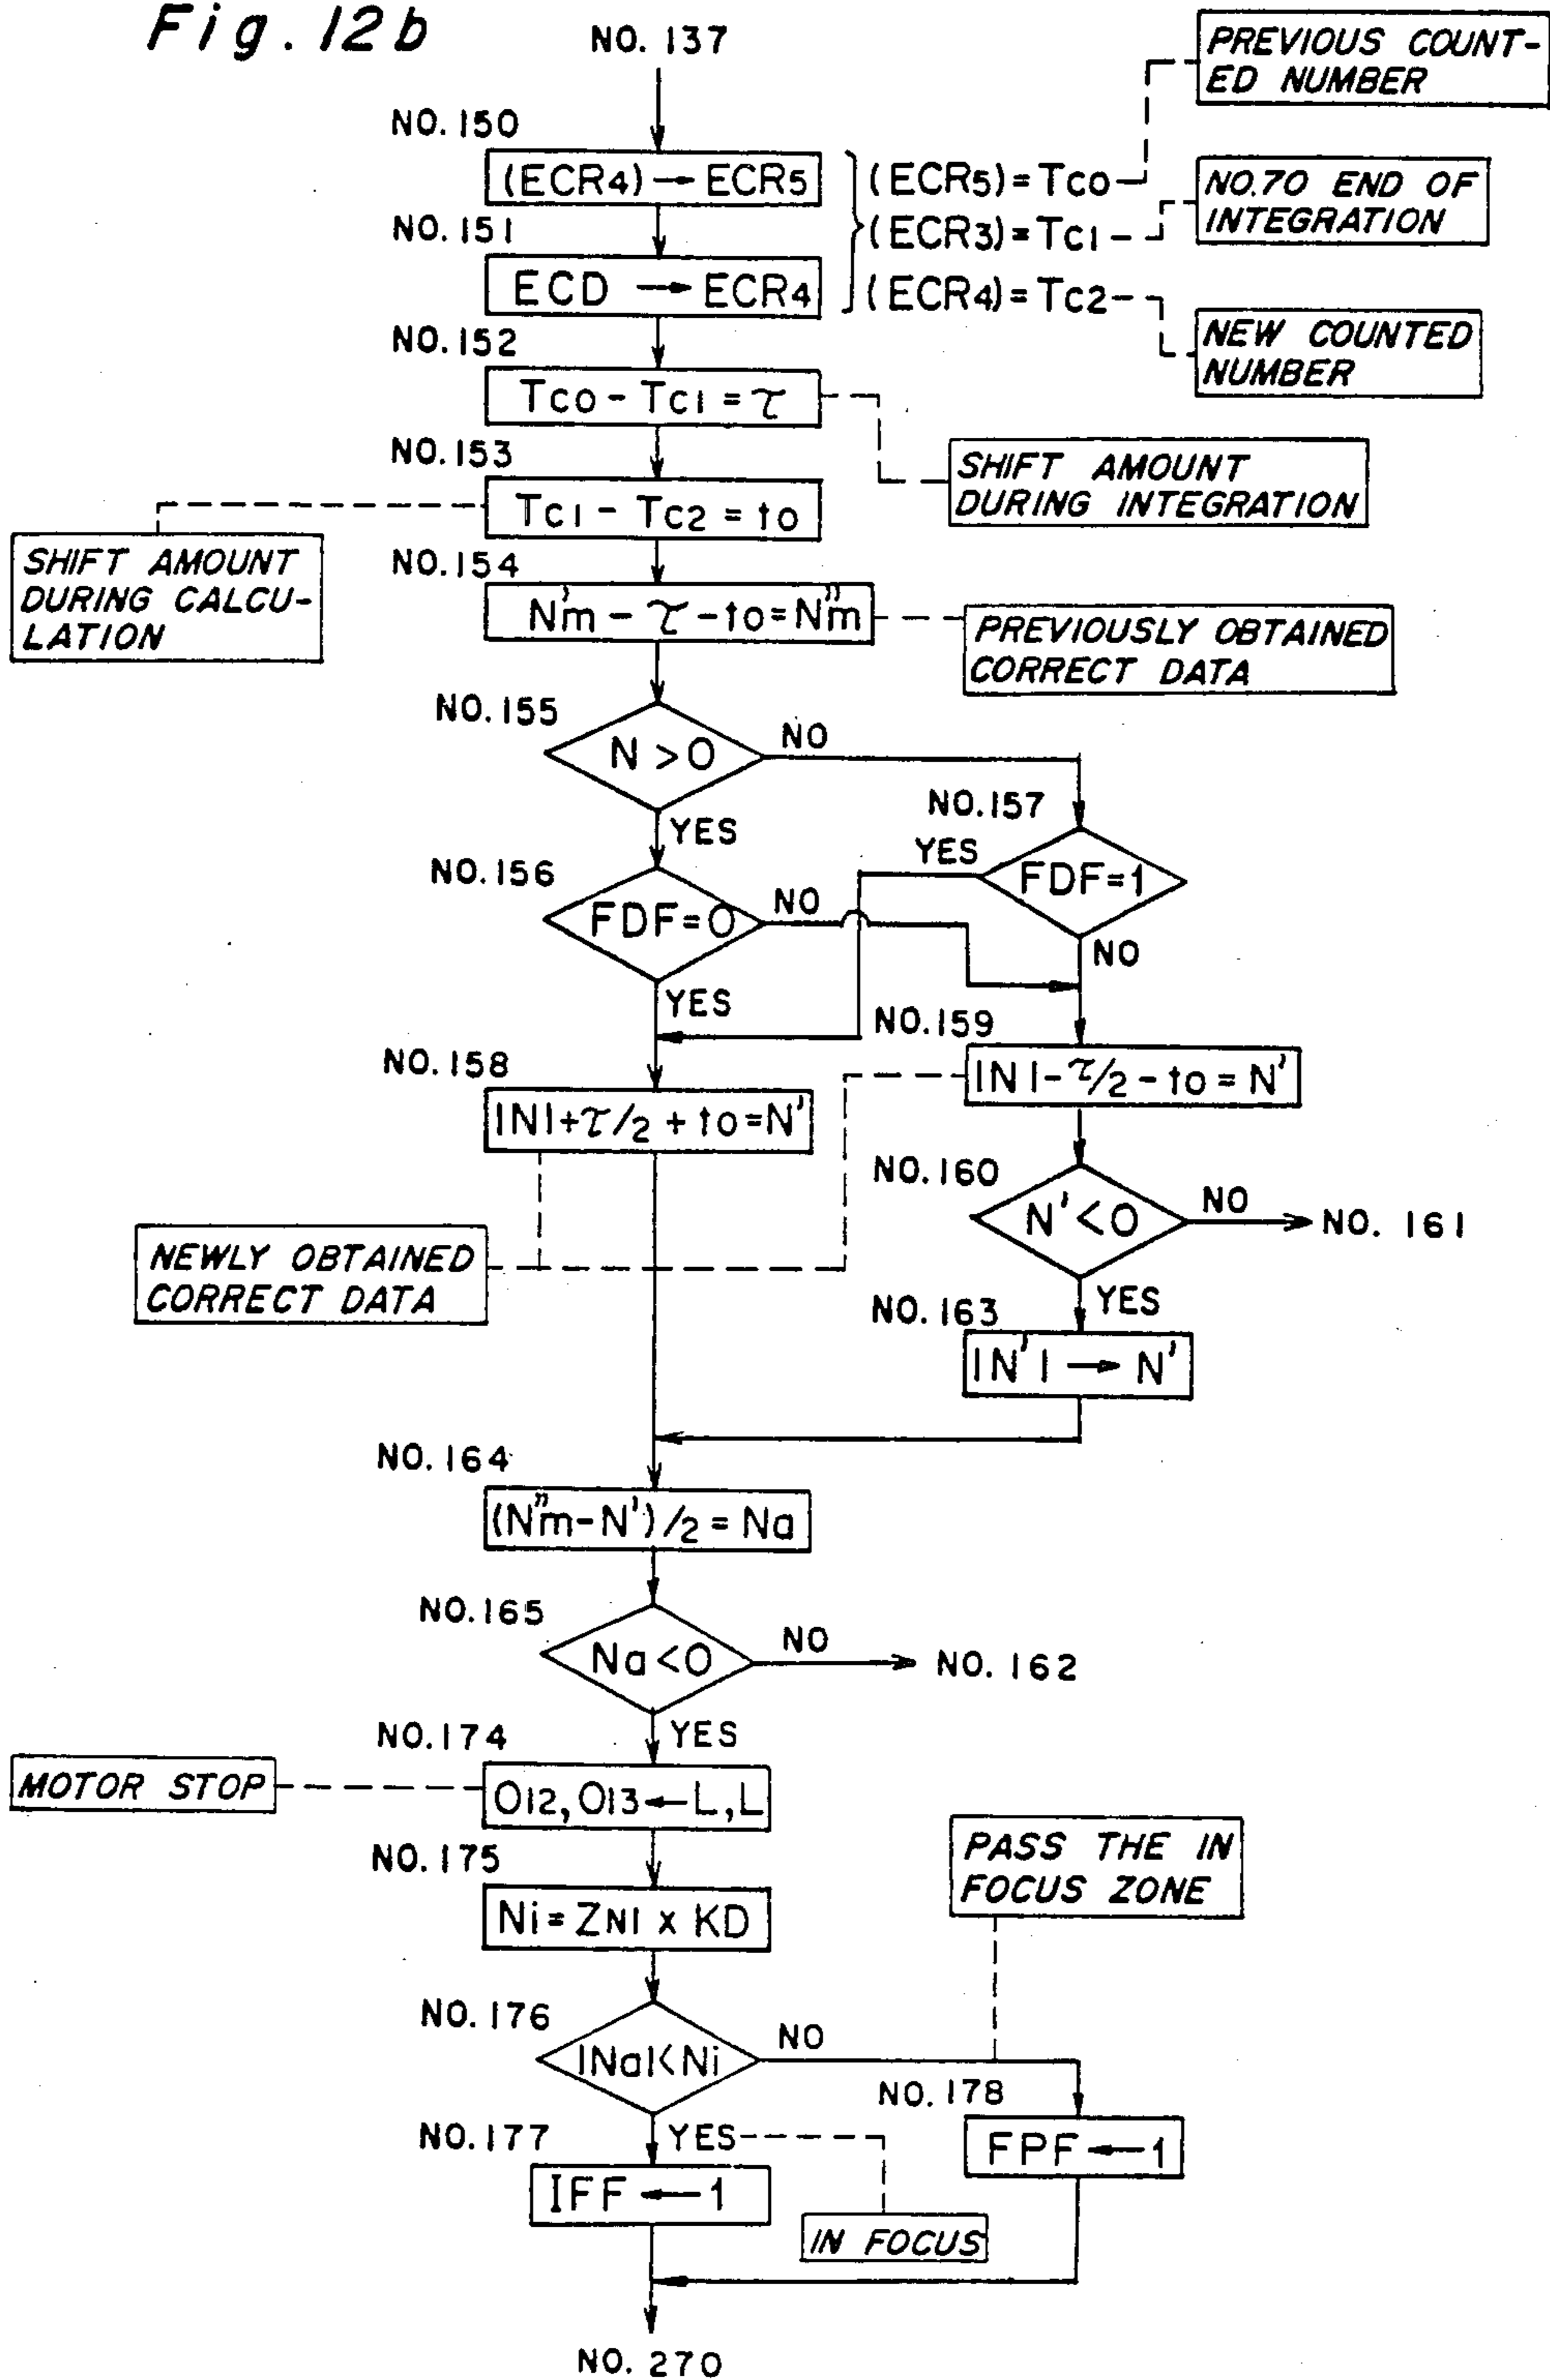 Fig. 12b
NO. 137
PREVIOUS COUNT-
ED NUMBER
NO. 150
(ECR4) → ECR5
(ECR5) = Tc0
NO. 70 END OF
INTEGRATION
NO. 151
(ECR3) = Tc1
ECD → ECR4
(ECR4) = Tc2
NEW COUNTED
NUMBER
NO. 152
Tc0 - Tc1 = τ
SHIFT AMOUNT
DURING INTEGRATION
NO. 153
Tc1 - Tc2 = to
SHIFT AMOUNT
DURING CALCU-
LATION
NO. 154
N'm - τ - to = N"m
PREVIOUSLY OBTAINED
CORRECT DATA
NO. 155
N > 0
NO
YES
NO. 157
FDF = 1
YES
NO
NO. 156
FDF = 0
NO
YES
NO. 159
|N| - τ/2 - to = N'
NO. 158
|N| + τ/2 + to = N'
NO. 160
N' < 0
NO
NO. 161
YES
NEWLY OBTAINED
CORRECT DATA
NO. 163
|N'| → N'
NO. 164
(N"m - N')/2 = Na
NO. 165
Na < 0
NO
NO. 162
YES
NO. 174
MOTOR STOP
O12, O13 ← L, L
NO. 175
Ni = ZN1 x KD
PASS THE IN
FOCUS ZONE
NO. 176
|Na| < Ni
NO
NO. 178
FPF ← 1
NO. 177
YES
IFF ← 1
IN FOCUS
NO. 270